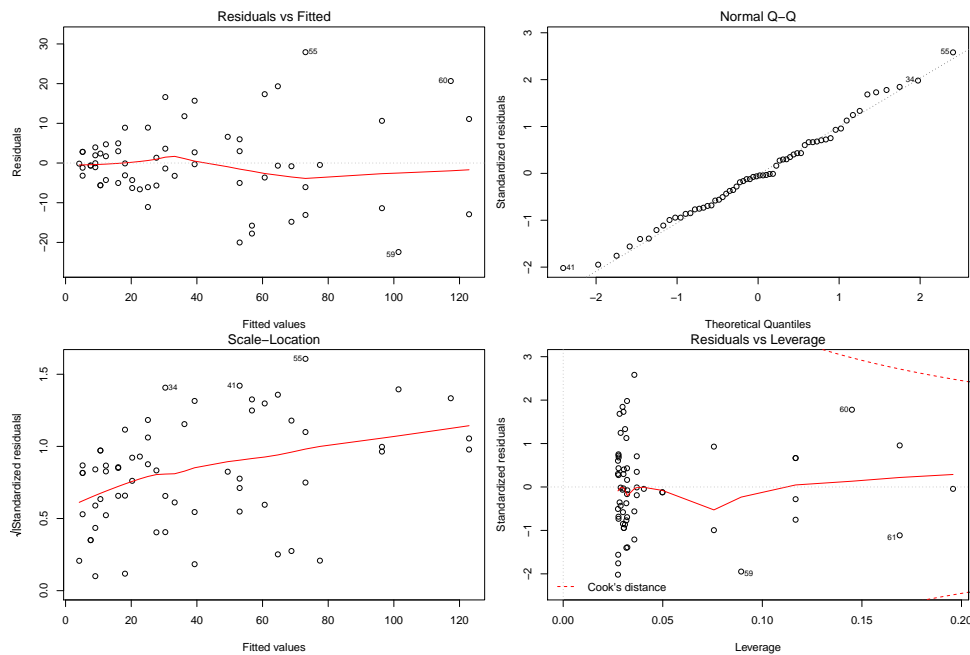 Residuals vs Fitted
Residuals
30
20
10
0
−10
−20
55
60
59
0 20 40 60 80 100 120
Fitted values
Normal Q−Q
Standardized residuals
3
2
1
0
−1
−2
55
34
41
−2 −1 0 1 2
Theoretical Quantiles
Scale−Location
√|Standardized residuals|
1.5
1.0
0.5
0.0
55
34
41
0 20 40 60 80 100 120
Fitted values
Residuals vs Leverage
Standardized residuals
3
2
1
0
−1
−2
60
61
59
Cook's distance
0.00 0.05 0.10 0.15 0.20
Leverage